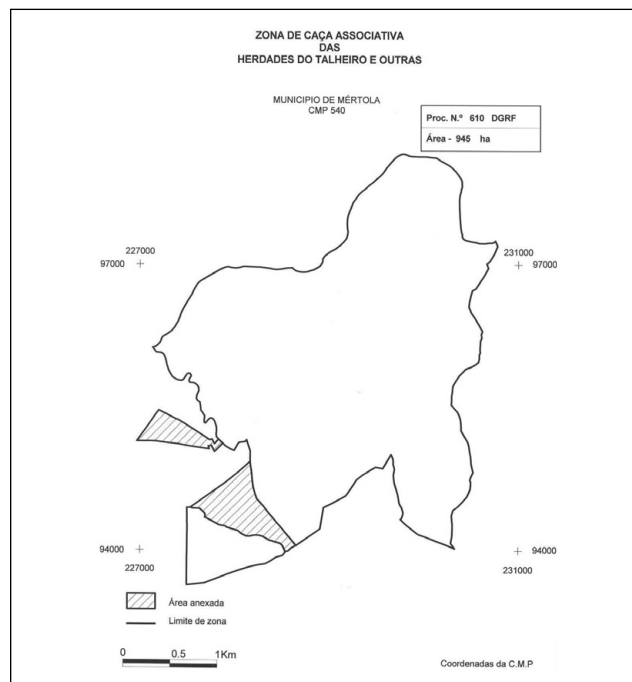 ZONA DE CAÇA ASSOCIATIVA
DAS
HERDADES DO TALHEIRO E OUTRAS
MUNICIPIO DE MÉRTOLA
CMP 540
Proc. N.º 610 DGRF
Área - 945 ha
227000
97000
231000
97000
94000
227000
94000
231000
Área anexada
Limite de zona
0 0.5 1Km
Coordenadas da C.M.P